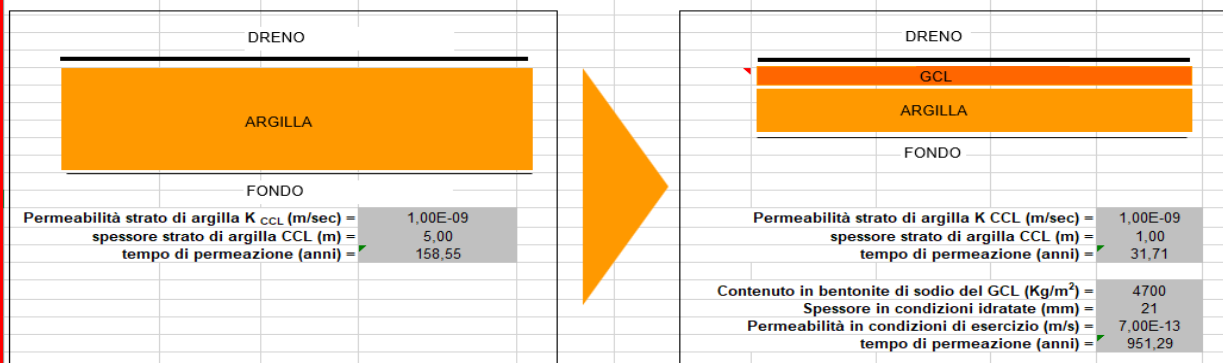 DRENO
ARGILLA
FONDO
Permeabilità strato di argilla K CCL (m/sec) = 1,00E-09
spessore strato di argilla CCL (m) = 5,00
tempo di permeazione (anni) = 158,55
DRENO
GCL
ARGILLA
FONDO
Permeabilità strato di argilla K CCL (m/sec) = 1,00E-09
spessore strato di argilla CCL (m) = 1,00
tempo di permeazione (anni) = 31,71
Contenuto in bentonite di sodio del GCL (Kg/m²) = 4700
Spessore in condizioni idratate (mm) = 21
Permeabilità in condizioni di esercizio (m/s) = 7,00E-13
tempo di permeazione (anni) = 951,29